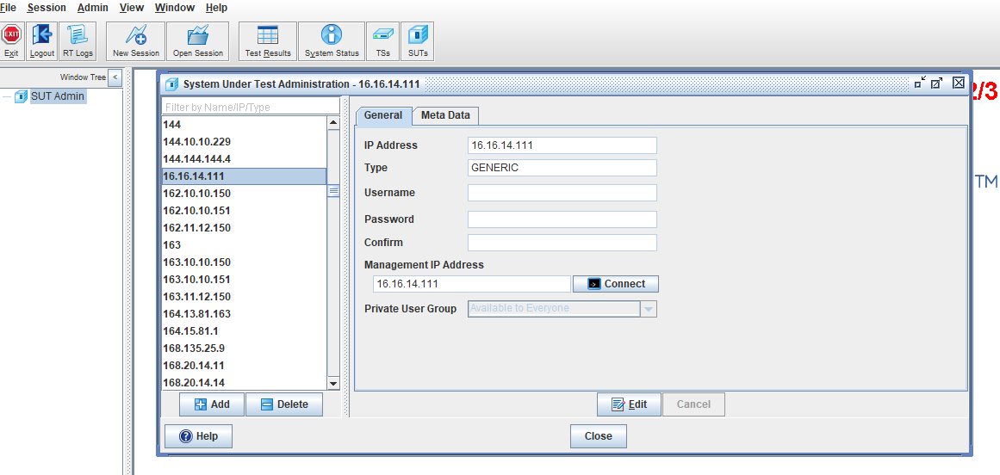 File Session Admin View Window Help
EXIT
Exit Logout RT Logs New Session Open Session Test Results System Status TSs SUTs
Window Tree <
SUT Admin
System Under Test Administration - 16.16.14.111
2/3
TM
Filter by Name/IP/Type
144
144.10.10.229
144.144.144.4
16.16.14.111
162.10.10.150
162.10.10.151
162.11.12.150
163
163.10.10.150
163.10.10.151
163.11.12.150
164.13.81.163
164.15.81.1
168.135.25.9
168.20.14.11
168.20.14.14
Add Delete
General Meta Data
IP Address 16.16.14.111
Type GENERIC
Username
Password
Confirm
Management IP Address
16.16.14.111 Connect
Private User Group Available to Everyone
Edit Cancel
Help Close